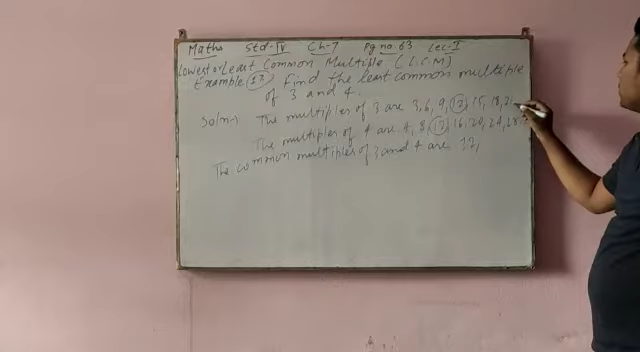 Maths Std-IV Ch-7 Pg no. 63 Lec-I
Lowest or Least Common Multiple (L.C.M)
Example 13) Find the least common multiple
of 3 and 4.
Soln:- The multiples of 3 are 3, 6, 9, 12, 15, 18, 21
The multiples of 4 are 4, 8, 12, 16, 20, 24, 28
The common multiples of 3 and 4 are 12,